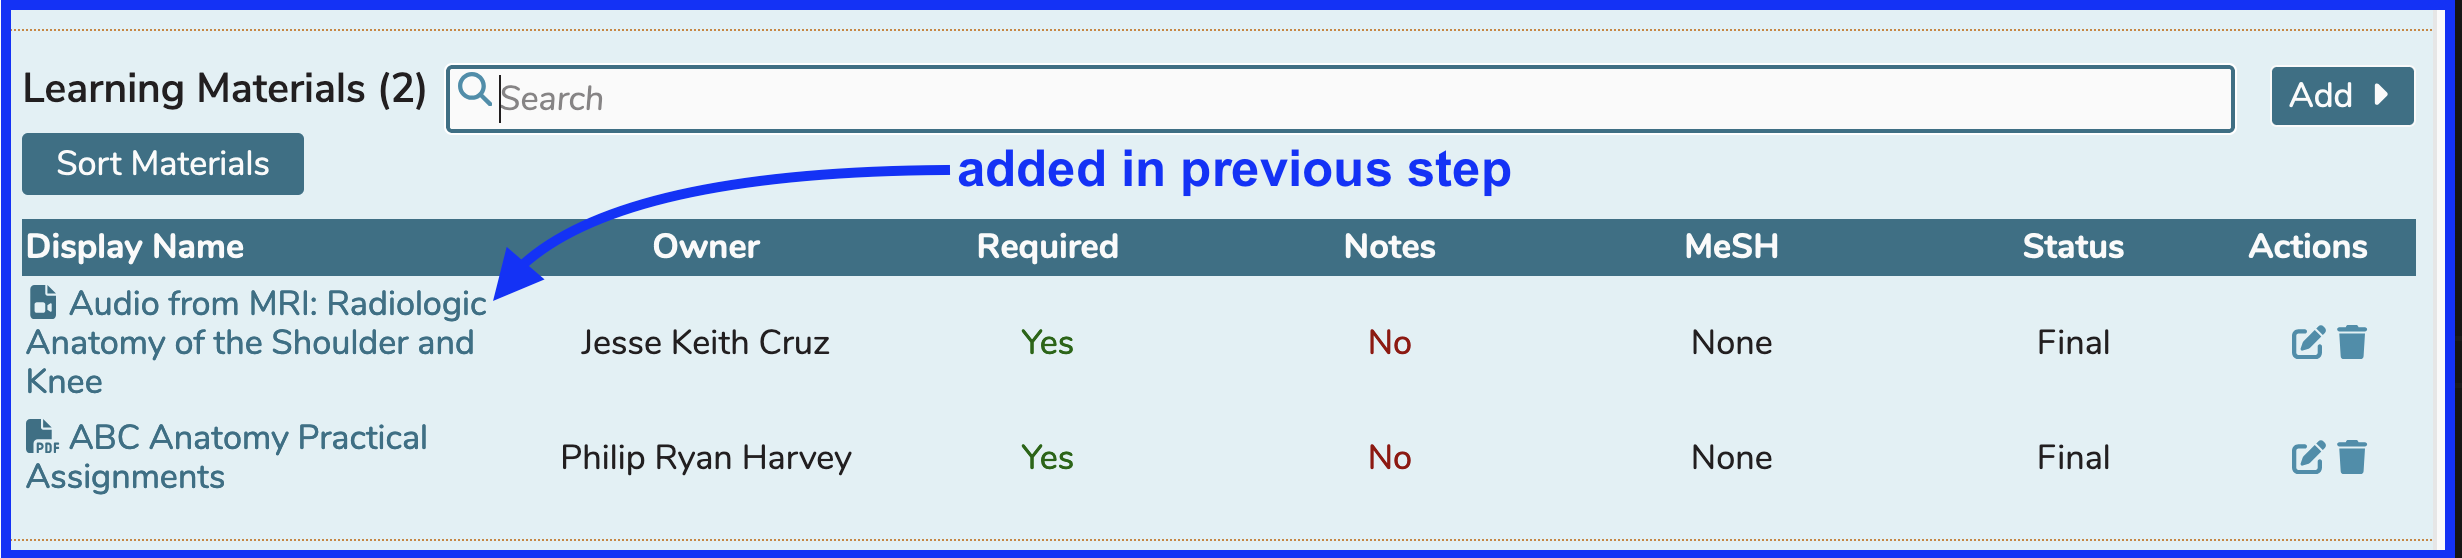 Learning Materials (2)
Search
Add
Sort Materials
added in previous step
Display Name Owner Required Notes MeSH Status Actions
Audio from MRI: Radiologic
Anatomy of the Shoulder and
Knee
Jesse Keith Cruz Yes No None Final
PDF ABC Anatomy Practical
Assignments
Philip Ryan Harvey Yes No None Final